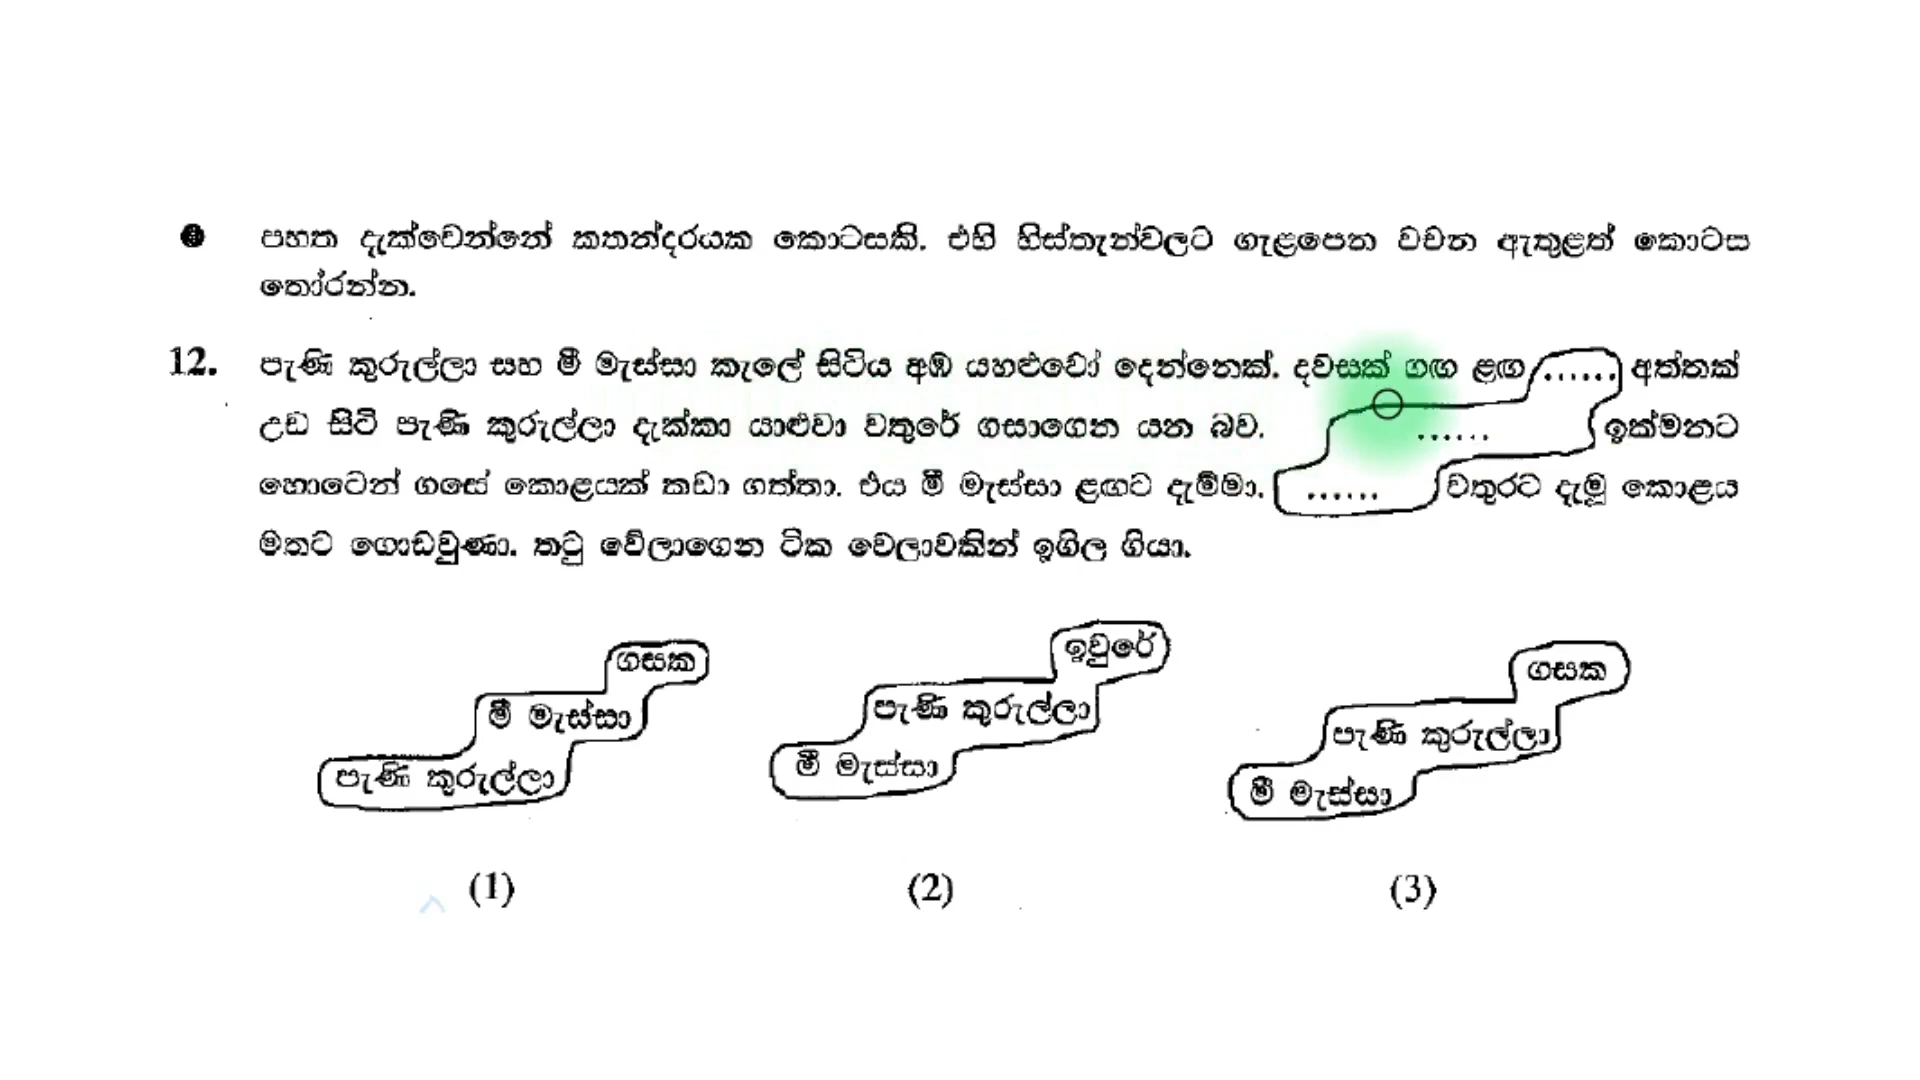 ● පහත දැක්වෙන්නේ කතන්දරයක කොටසකි. එහි හිස්තැන්වලට ගැළපෙන වචන ඇතුළත් කොටස
තෝරන්න.
12. පැණි කුරුල්ලා සහ මී මැස්සා කැලේ සිටිය අඹ යහළුවෝ දෙන්නෙක්. දවසක් ගඟ ළඟ ...... අත්තක්
උඩ සිටි පැණි කුරුල්ලා දැක්කා යාළුවා වතුරේ ගසාගෙන යන බව. ...... ඉක්මනට
හොටෙන් ගසේ කොළයක් කඩා ගත්තා. එය මී මැස්සා ළඟට දැම්මා. ...... වතුරට දැමූ කොළය
මතට ගොඩවුණා. තටු වේලාගෙන ටික වෙලාවකින් ඉගිල ගියා.
ගසක
මී මැස්සා
පැණි කුරුල්ලා
(1)
ඉවුරේ
පැණි කුරුල්ලා
මී මැස්සා
(2)
ගසක
පැණි කුරුල්ලා
මී මැස්සා
(3)